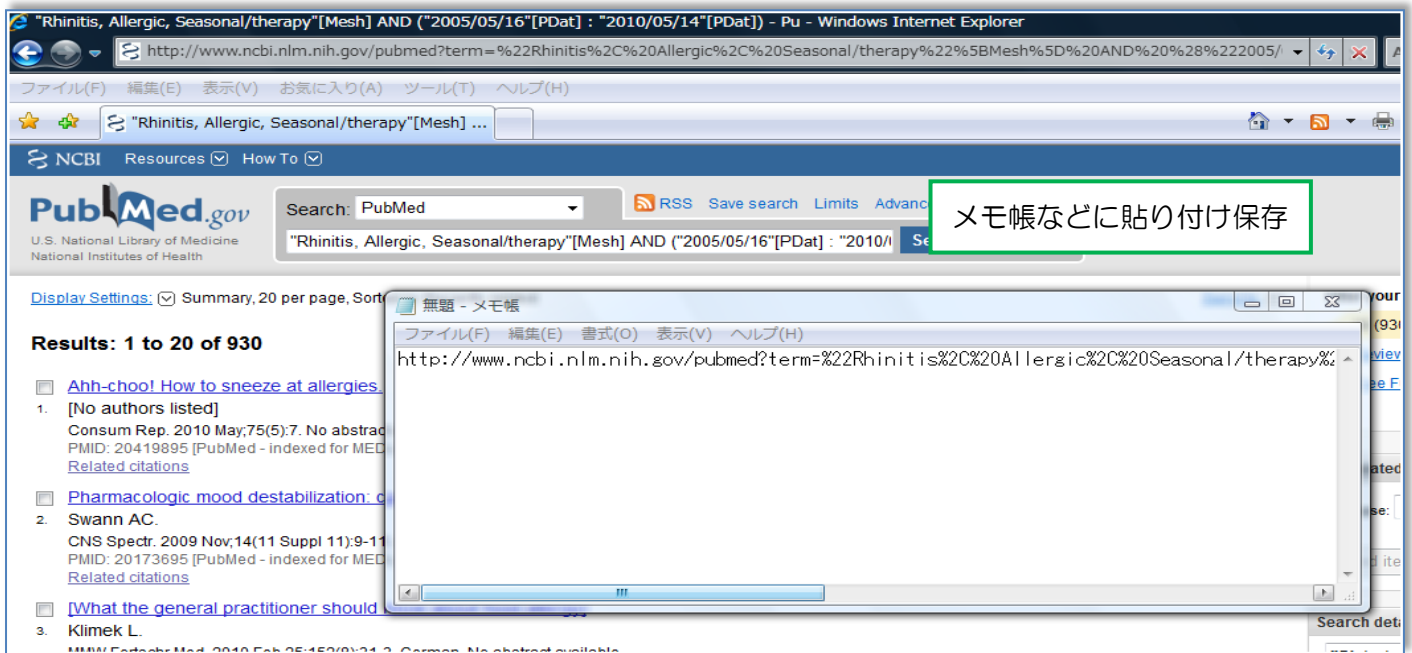 "Rhinitis, Allergic, Seasonal/therapy"[Mesh] AND ("2005/05/16"[PDat] : "2010/05/14"[PDat]) - Pu - Windows Internet Explorer
http://www.ncbi.nlm.nih.gov/pubmed?term=%22Rhinitis%2C%20Allergic%2C%20Seasonal/therapy%22%5BMesh%5D%20AND%20%28%222005/
ファイル(F) 編集(E) 表示(V) お気に入り(A) ツール(T) ヘルプ(H)
"Rhinitis, Allergic, Seasonal/therapy"[Mesh] ...
NCBI Resources How To
PubMed.gov
U.S. National Library of Medicine
National Institutes of Health
Search: PubMed
RSS Save search Limits
"Rhinitis, Allergic, Seasonal/therapy"[Mesh] AND ("2005/05/16"[PDat] : "2010/
メモ帳などに貼り付け保存
Display Settings: Summary, 20 per page,
無題 - メモ帳
ファイル(F) 編集(E) 書式(O) 表示(V) ヘルプ(H)
http://www.ncbi.nlm.nih.gov/pubmed?term=%22Rhinitis%2C%20Allergic%2C%20Seasonal/therapy%
Results: 1 to 20 of 930
Ahh-choo! How to sneeze at allergies.
1. [No authors listed]
Consum Rep. 2010 May;75(5):7. No
PMID: 20419895 [PubMed - indexed for
Related citations
Pharmacologic mood destabilization:
2. Swann AC.
CNS Spectr. 2009 Nov;14(11 Suppl 11):9-11
PMID: 20173695 [PubMed - indexed for
Related citations
[What the general practitioner should
3. Klimek L.
Search